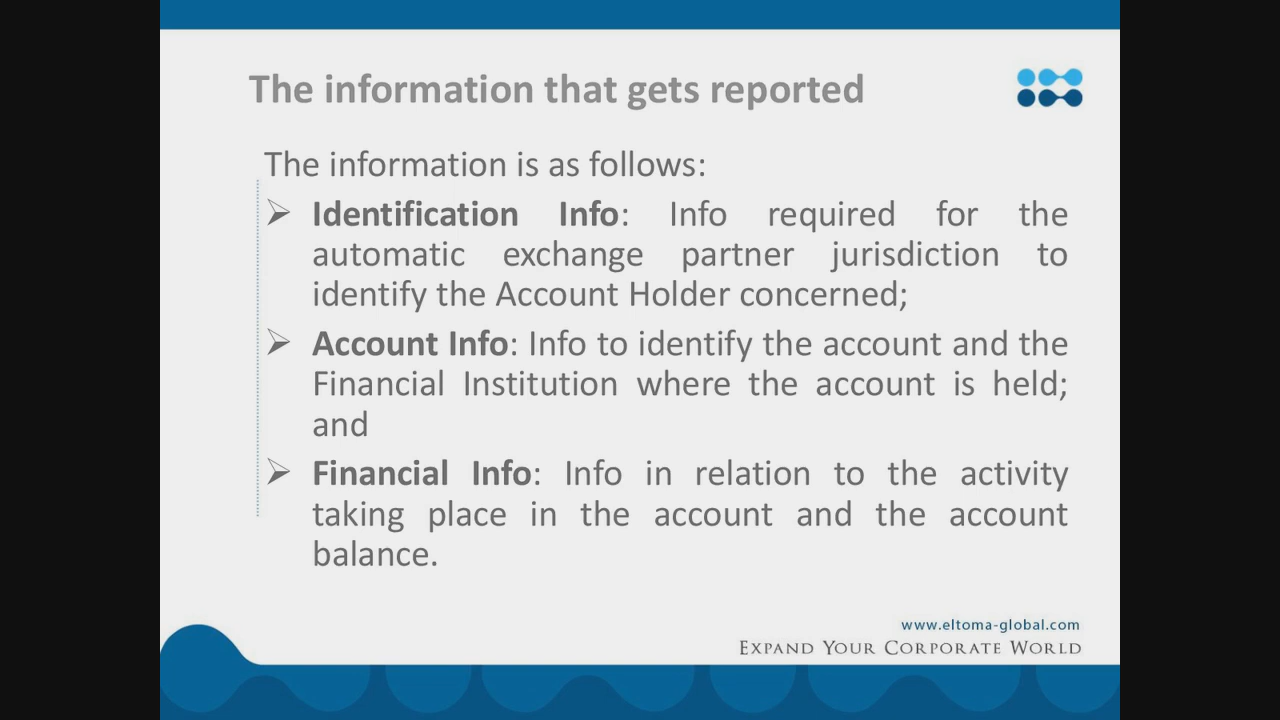 The information that gets reported
The information is as follows:
➢ Identification Info: Info required for the
automatic exchange partner jurisdiction to
identify the Account Holder concerned;
➢ Account Info: Info to identify the account and the
Financial Institution where the account is held;
and
➢ Financial Info: Info in relation to the activity
taking place in the account and the account
balance.
www.eltoma-global.com
Expand Your Corporate World